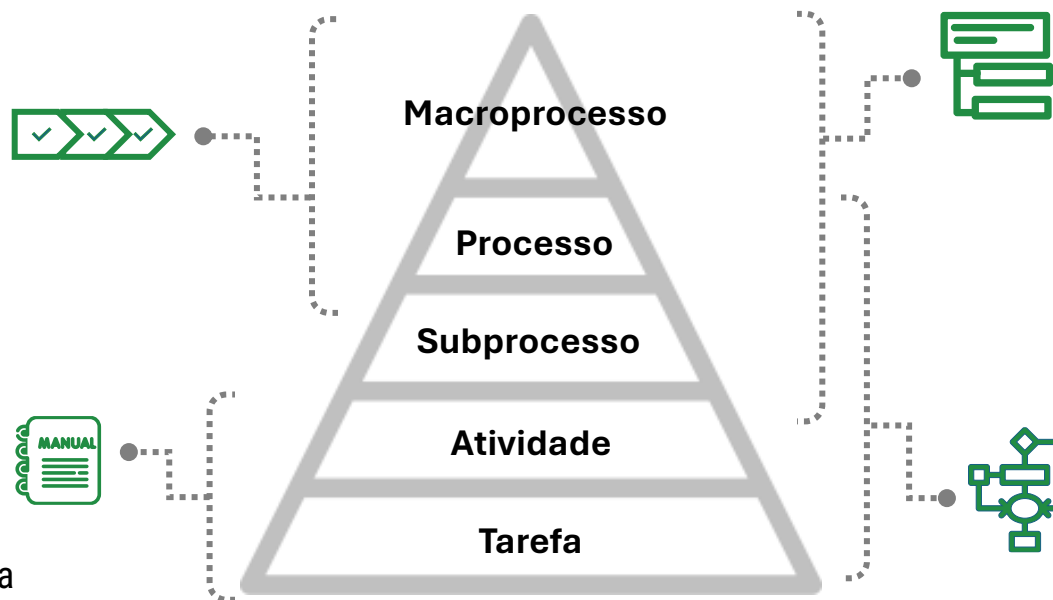 Macroprocesso
Processo
Subprocesso
MANUAL
Atividade
Tarefa
a